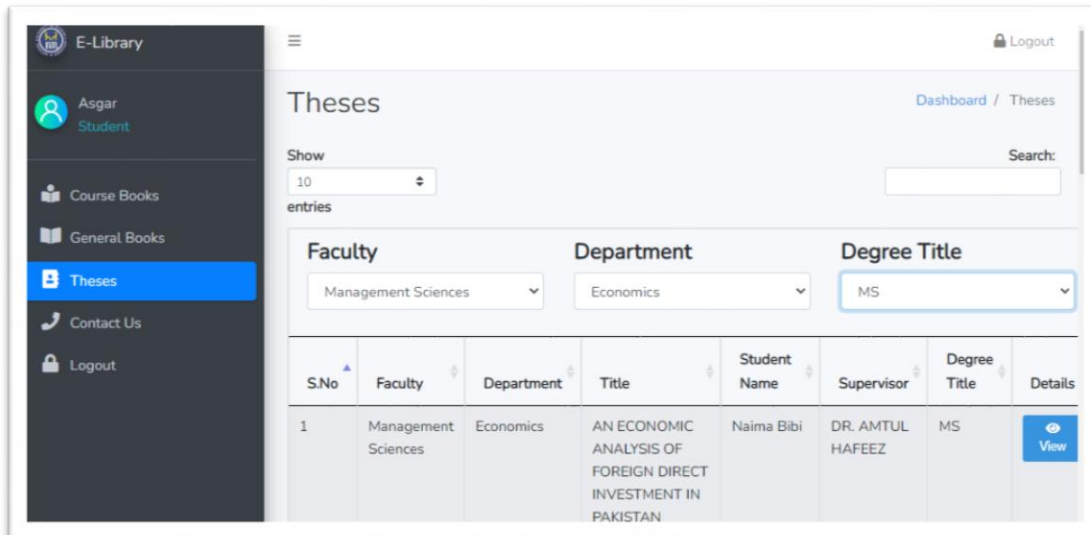 E-Library
Asgar
Student
Course Books
General Books
Theses
Contact Us
Logout
Logout
Theses
Dashboard / Theses
Show
10
entries
Search:
Faculty
Department
Degree Title
Management Sciences
Economics
MS
S.No Faculty Department Title Student Name Supervisor Degree Title Details
1 Management Economics AN ECONOMIC Naima Bibi DR. AMTUL MS
Sciences ANALYSIS OF HAFEEZ View
FOREIGN DIRECT
INVESTMENT IN
PAKISTAN